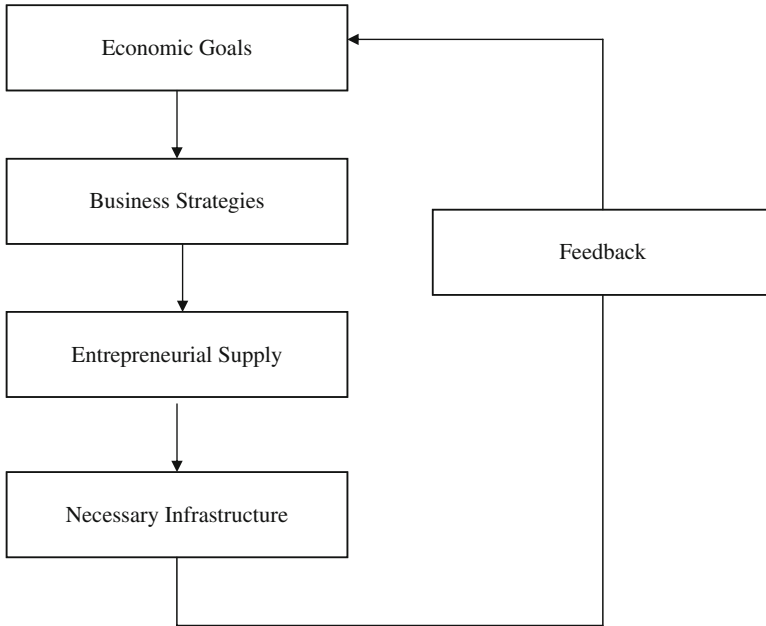 Economic Goals
Business Strategies
Feedback
Entrepreneurial Supply
Necessary Infrastructure